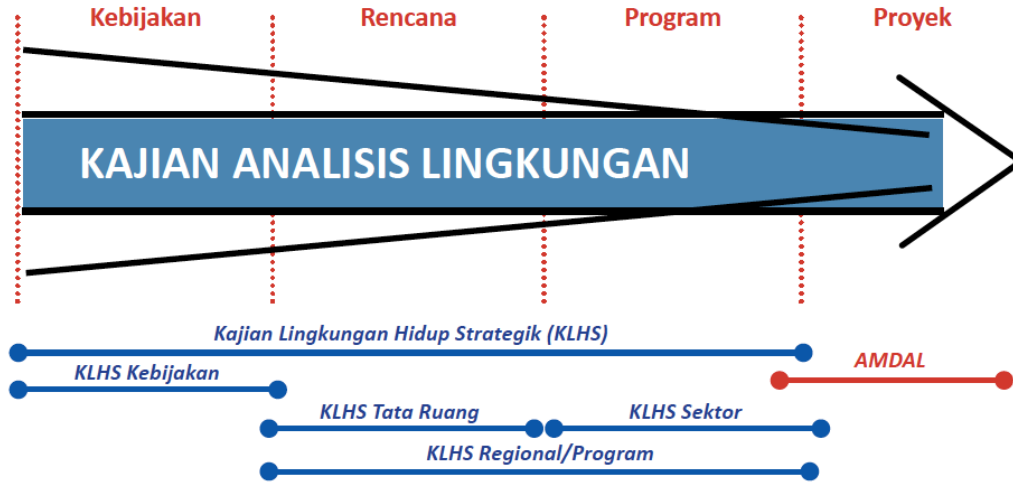 Kebijakan
Rencana
Program
Proyek
KAJIAN ANALISIS LINGKUNGAN
Kajian Lingkungan Hidup Strategik (KLHS)
KLHS Kebijakan
AMDAL
KLHS Tata Ruang
KLHS Sektor
KLHS Regional/Program